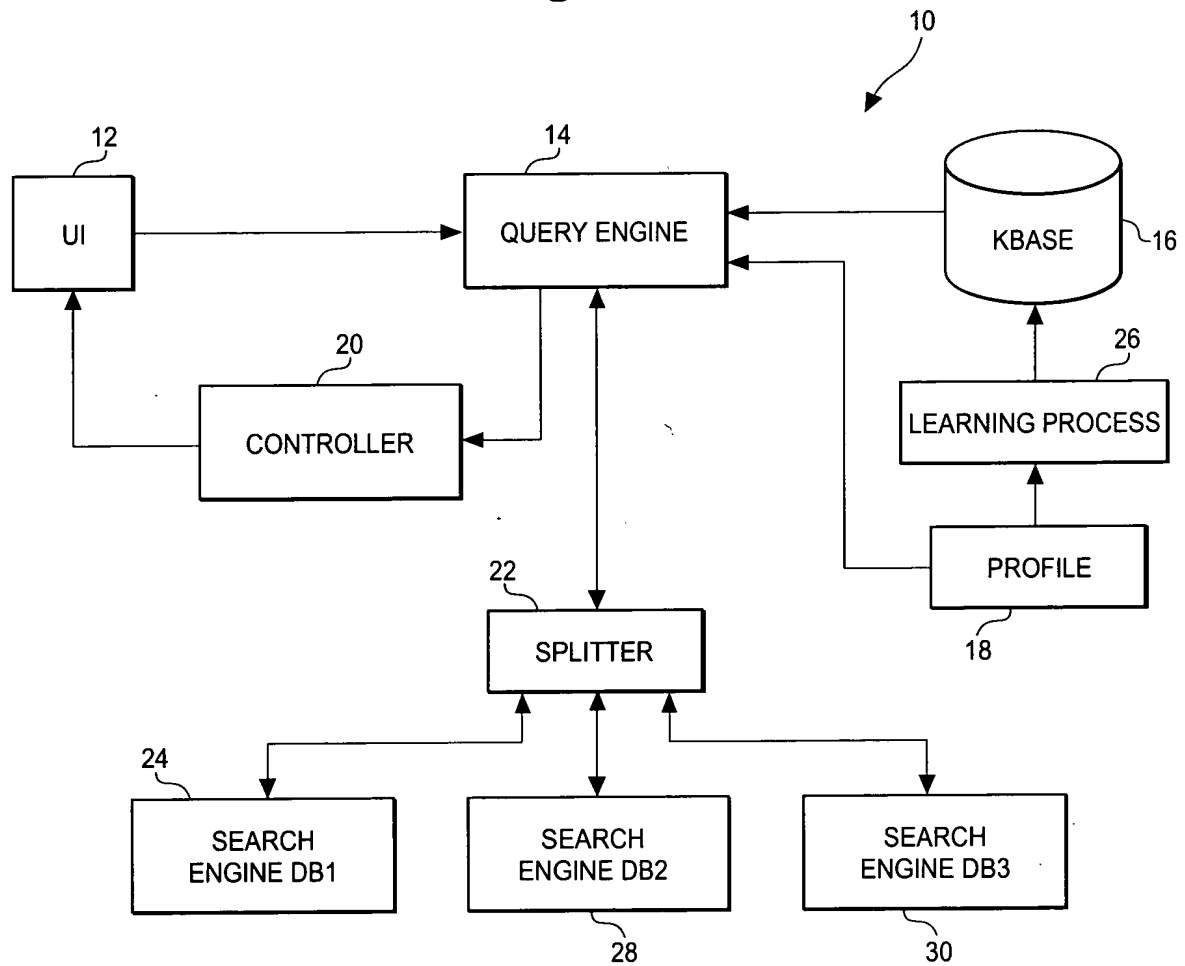 10
12
14
UI
QUERY ENGINE
KBASE
16
20
26
CONTROLLER
LEARNING PROCESS
22
PROFILE
SPLITTER
18
24
SEARCH
ENGINE DB1
SEARCH
ENGINE DB2
SEARCH
ENGINE DB3
28
30